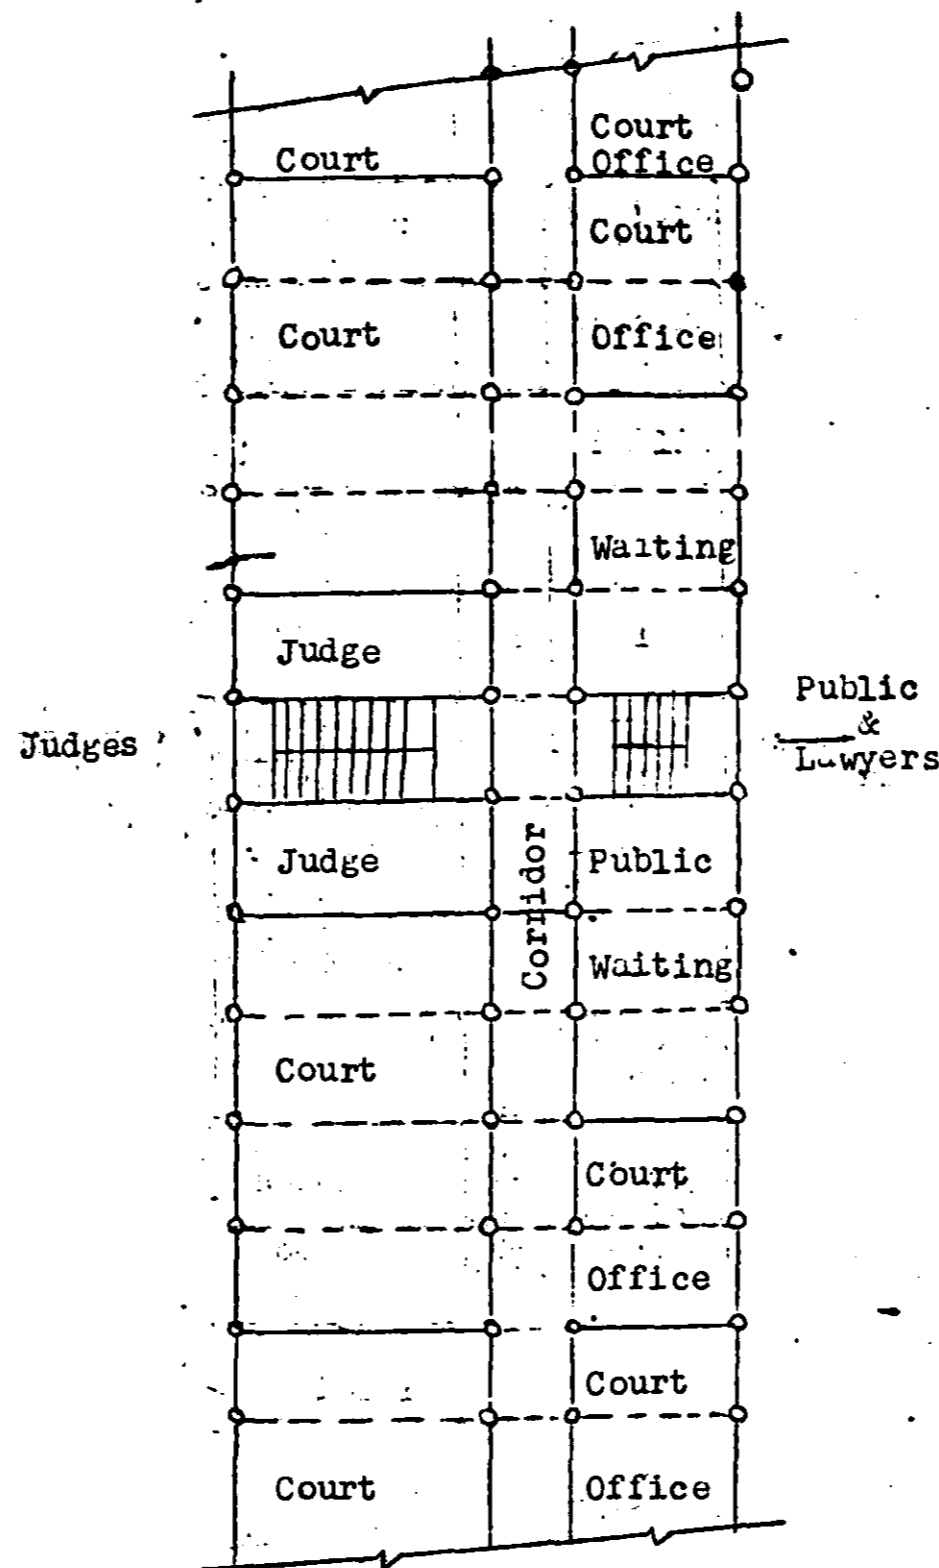 Court
Court
Office
Court
Court
Office
Waiting
Judge
Judges
Public
&
Lawyers
Judge
Public
Corridor
Waiting
Court
Court
Office
Court
Court
Office